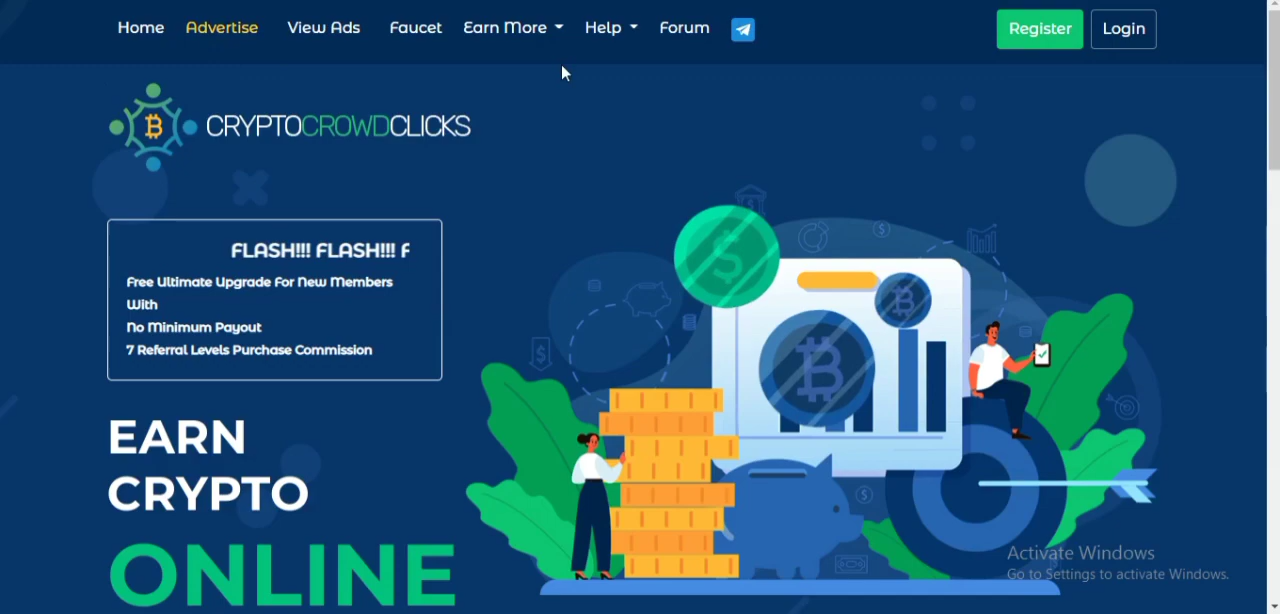 Home Advertise View Ads Faucet Earn More Help Forum Register Login
CRYPTOCROWDCLICKS
FLASH!!! FLASH!!! F
Free Ultimate Upgrade For New Members
With
No Minimum Payout
7 Referral Levels Purchase Commission
EARN
CRYPTO
ONLINE
Activate Windows
Go to Settings to activate Windows.